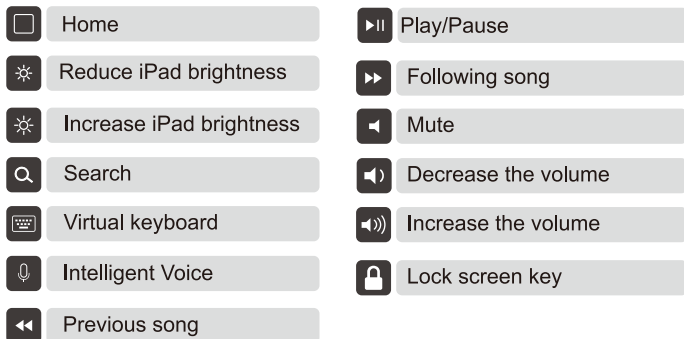 Home
Reduce iPad brightness
Increase iPad brightness
Search
Virtual keyboard
Intelligent Voice
Previous song
Play/Pause
Following song
Mute
Decrease the volume
Increase the volume
Lock screen key